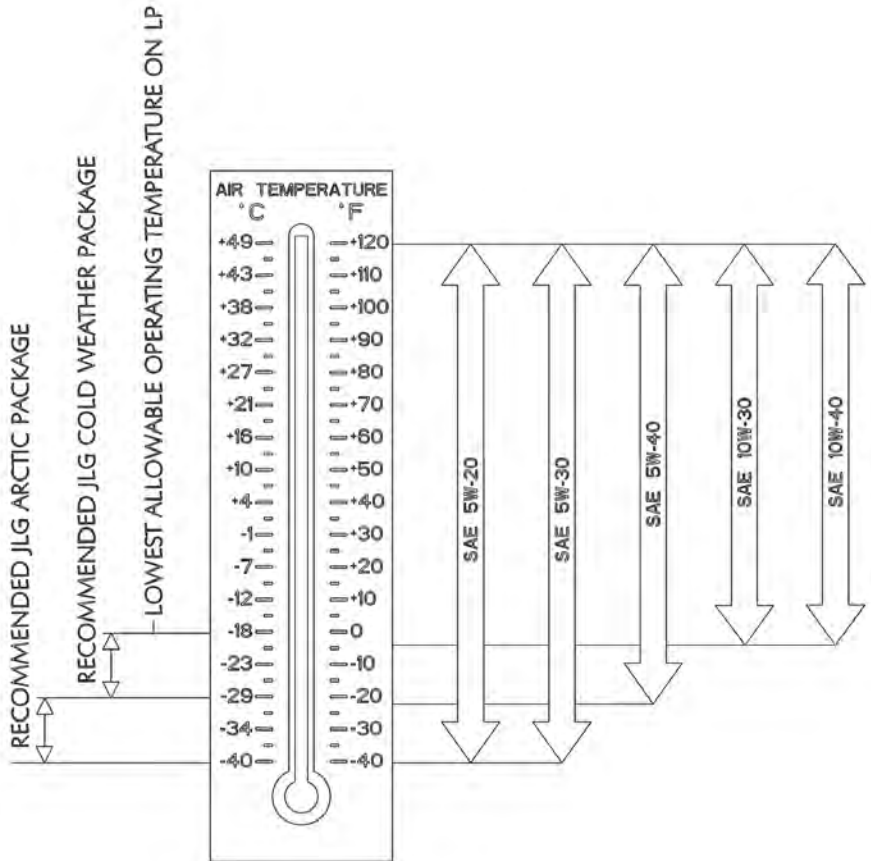 RECOMMENDED JLG ARCTIC PACKAGE
RECOMMENDED JLG COLD WEATHER PACKAGE
LOWEST ALLOWABLE OPERATING TEMPERATURE ON LP
AIR TEMPERATURE
°C °F
+49 +120
+43 +110
+38 +100
+32 +90
+27 +80
+21 +70
+16 +60
+10 +50
+4 +40
-1 +30
-7 +20
-12 +10
-18 0
-23 -10
-29 -20
-34 -30
-40 -40
SAE 5W-20
SAE 5W-30
SAE 5W-40
SAE 10W-30
SAE 10W-40